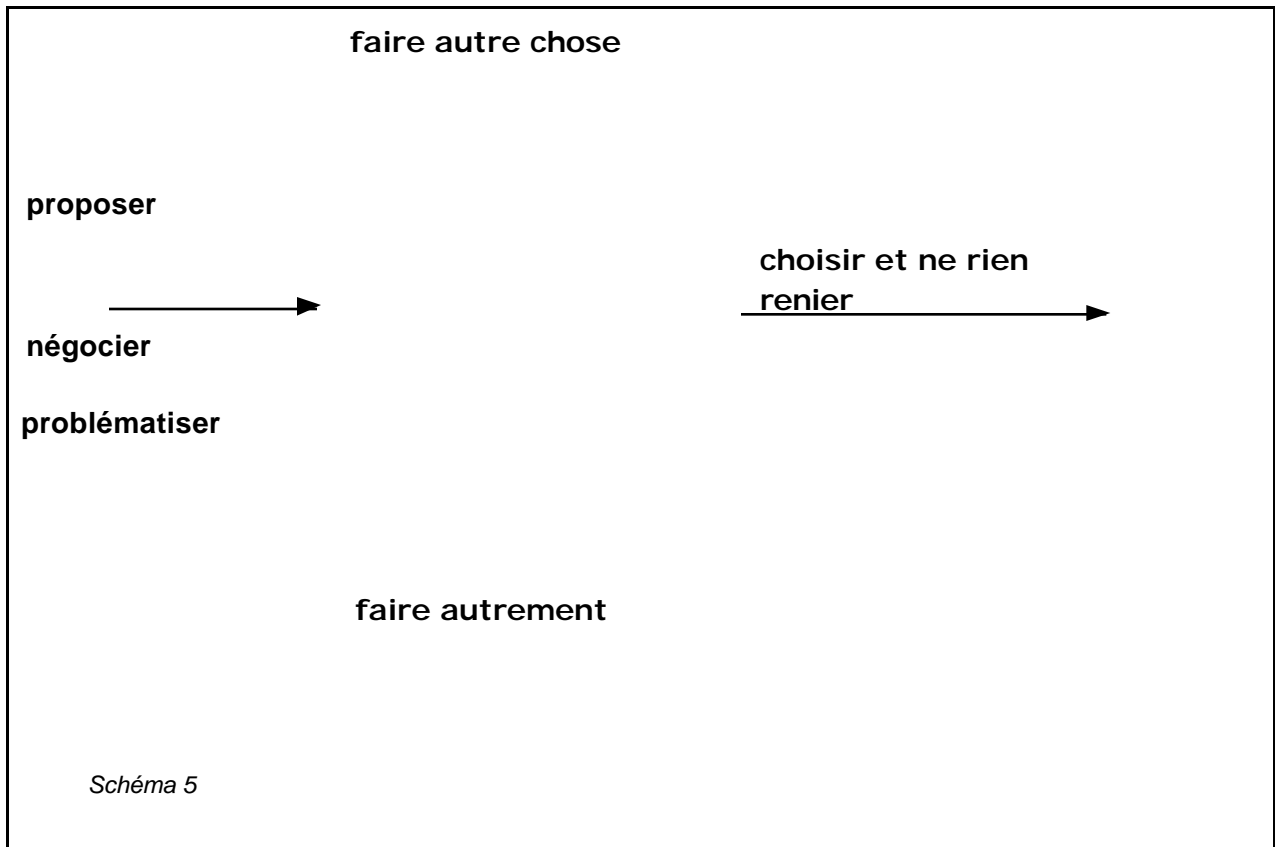 faire autre chose
proposer
choisir et ne rien
renier
négocier
problématiser
faire autrement
Schéma 5